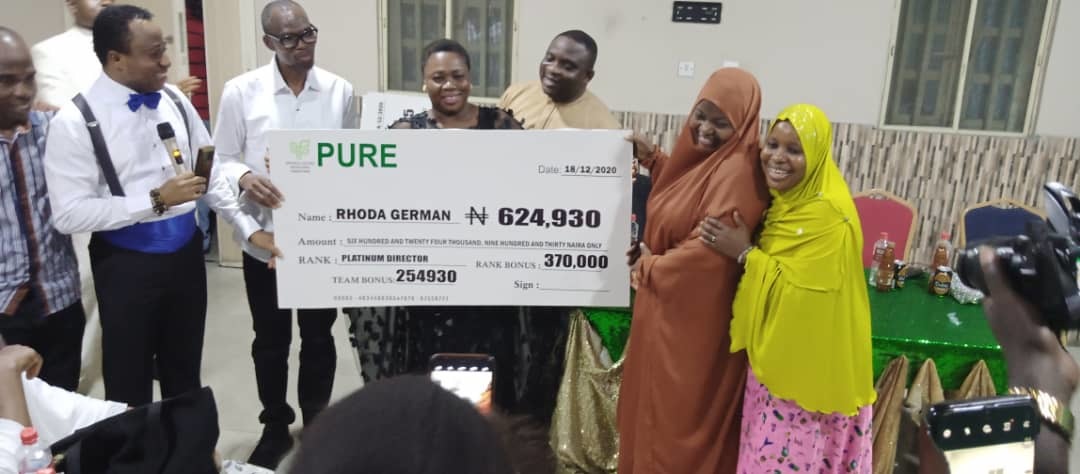 PURE
Date: 18/12/2020
Name : RHODA GERMAN ₦ 624,930
Amount : SIX HUNDRED AND TWENTY FOUR THOUSAND, NINE HUNDRED AND THIRTY NAIRA ONLY
RANK : PLATINUM DIRECTOR RANK BONUS : 370,000
TEAM BONUS: 254930 Sign :